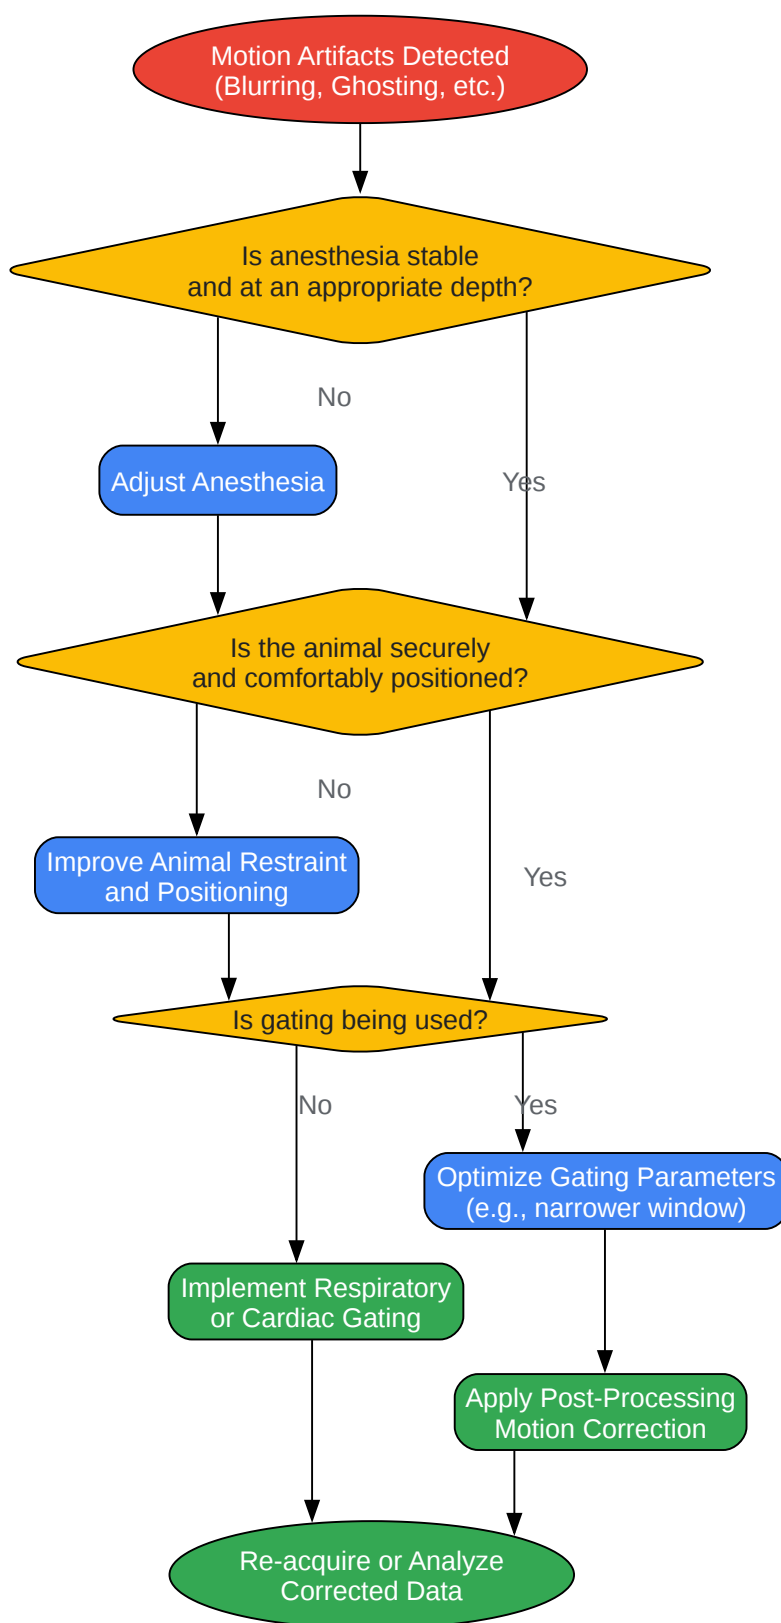 Motion Artifacts Detected
(Blurring, Ghosting, etc.)
Is anesthesia stable
and at an appropriate depth?
No
Adjust Anesthesia
Yes
Is the animal securely
and comfortably positioned?
No
Improve Animal Restraint
and Positioning
Yes
Is gating being used?
No
Yes
Optimize Gating Parameters
(e.g., narrower window)
Implement Respiratory
or Cardiac Gating
Apply Post-Processing
Motion Correction
Re-acquire or Analyze
Corrected Data